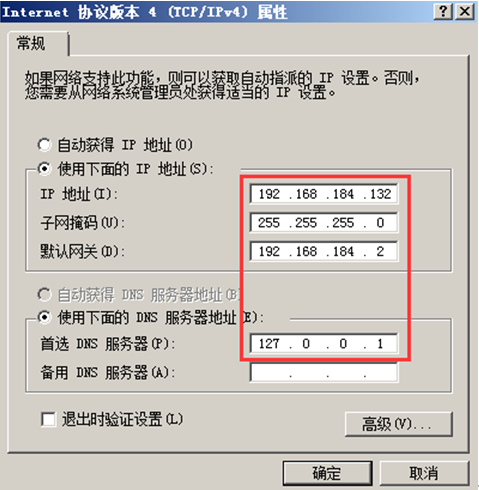 Internet 协议版本 4 (TCP/IPv4) 属性
常规
如果网络支持此功能，则可以获取自动指派的 IP 设置。否则，
您需要从网络系统管理员处获得适当的 IP 设置。
自动获得 IP 地址(O)
使用下面的 IP 地址(S):
IP 地址(I): 192 .168 .184 .132
子网掩码(U): 255 .255 .255 . 0
默认网关(D): 192 .168 .184 . 2
自动获得 DNS 服务器地址(B
使用下面的 DNS 服务器地址(E):
首选 DNS 服务器(P): 127 . 0 . 0 . 1
备用 DNS 服务器(A): . . .
退出时验证设置(L)
高级(V)...
确定 取消